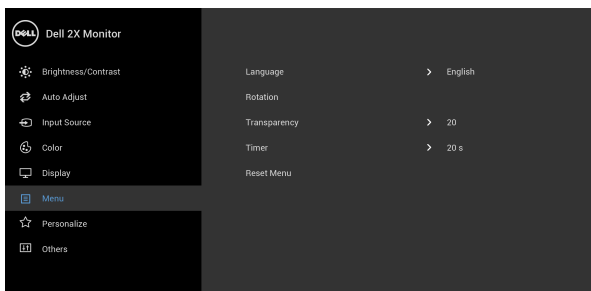 DELL Dell 2X Monitor
Brightness/Contrast Language English
Auto Adjust Rotation
Input Source Transparency 20
Color Timer 20 s
Display Reset Menu
Menu
Personalize
Others